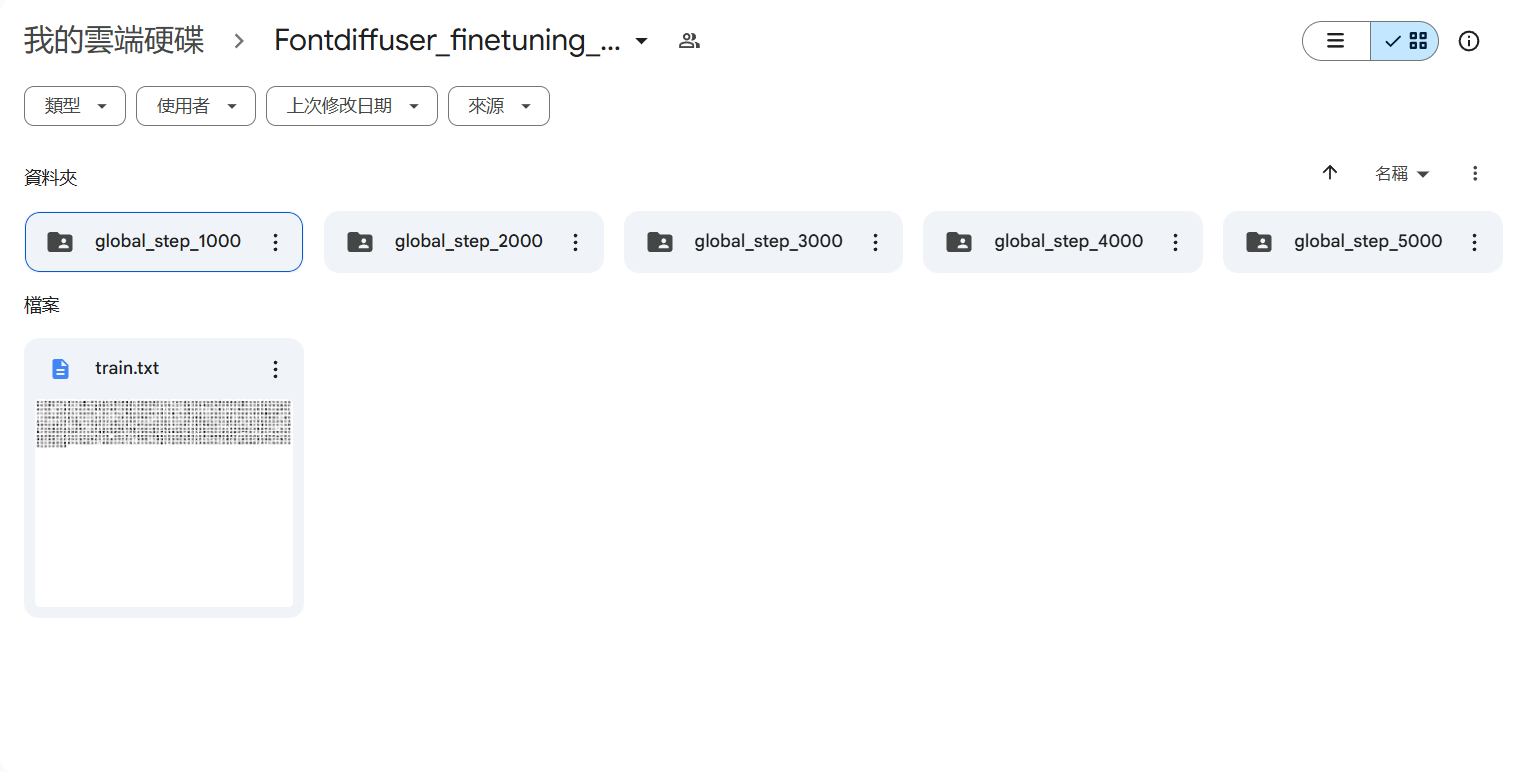 我的雲端硬碟 Fontdiffuser_finetuning_...
類型 使用者 上次修改日期 來源
資料夾 名稱
global_step_1000 global_step_2000 global_step_3000 global_step_4000 global_step_5000
檔案
train.txt